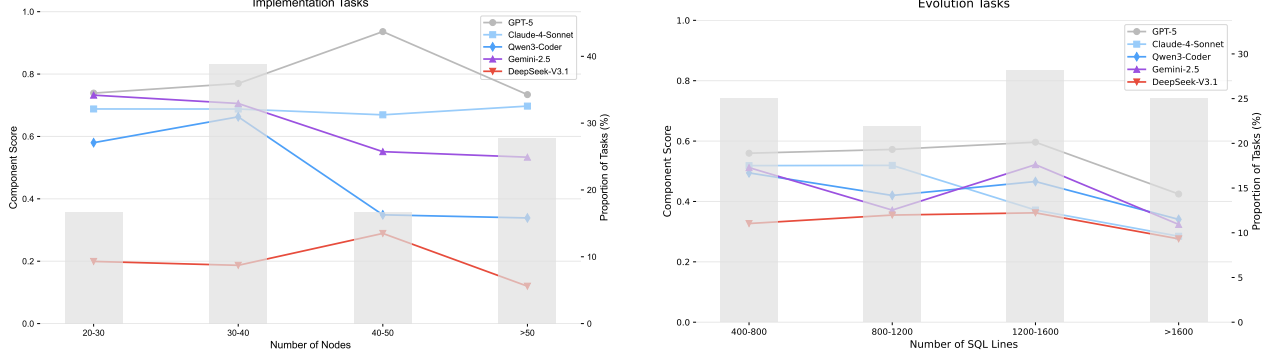 Implementation Tasks
1.0
0.8
0.6
0.4
0.2
0.0
Component Score
GPT-5
Claude-4-Sonnet
Qwen3-Coder
Gemini-2.5
DeepSeek-V3.1
40
30
20
10
0
Proportion of Tasks (%)
20-30
30-40
40-50
>50
Number of Nodes
Evolution Tasks
1.0
0.8
0.6
0.4
0.2
0.0
Component Score
GPT-5
Claude-4-Sonnet
Qwen3-Coder
Gemini-2.5
DeepSeek-V3.1
30
25
20
15
10
5
0
Proportion of Tasks (%)
400-800
800-1200
1200-1600
>1600
Number of SQL Lines